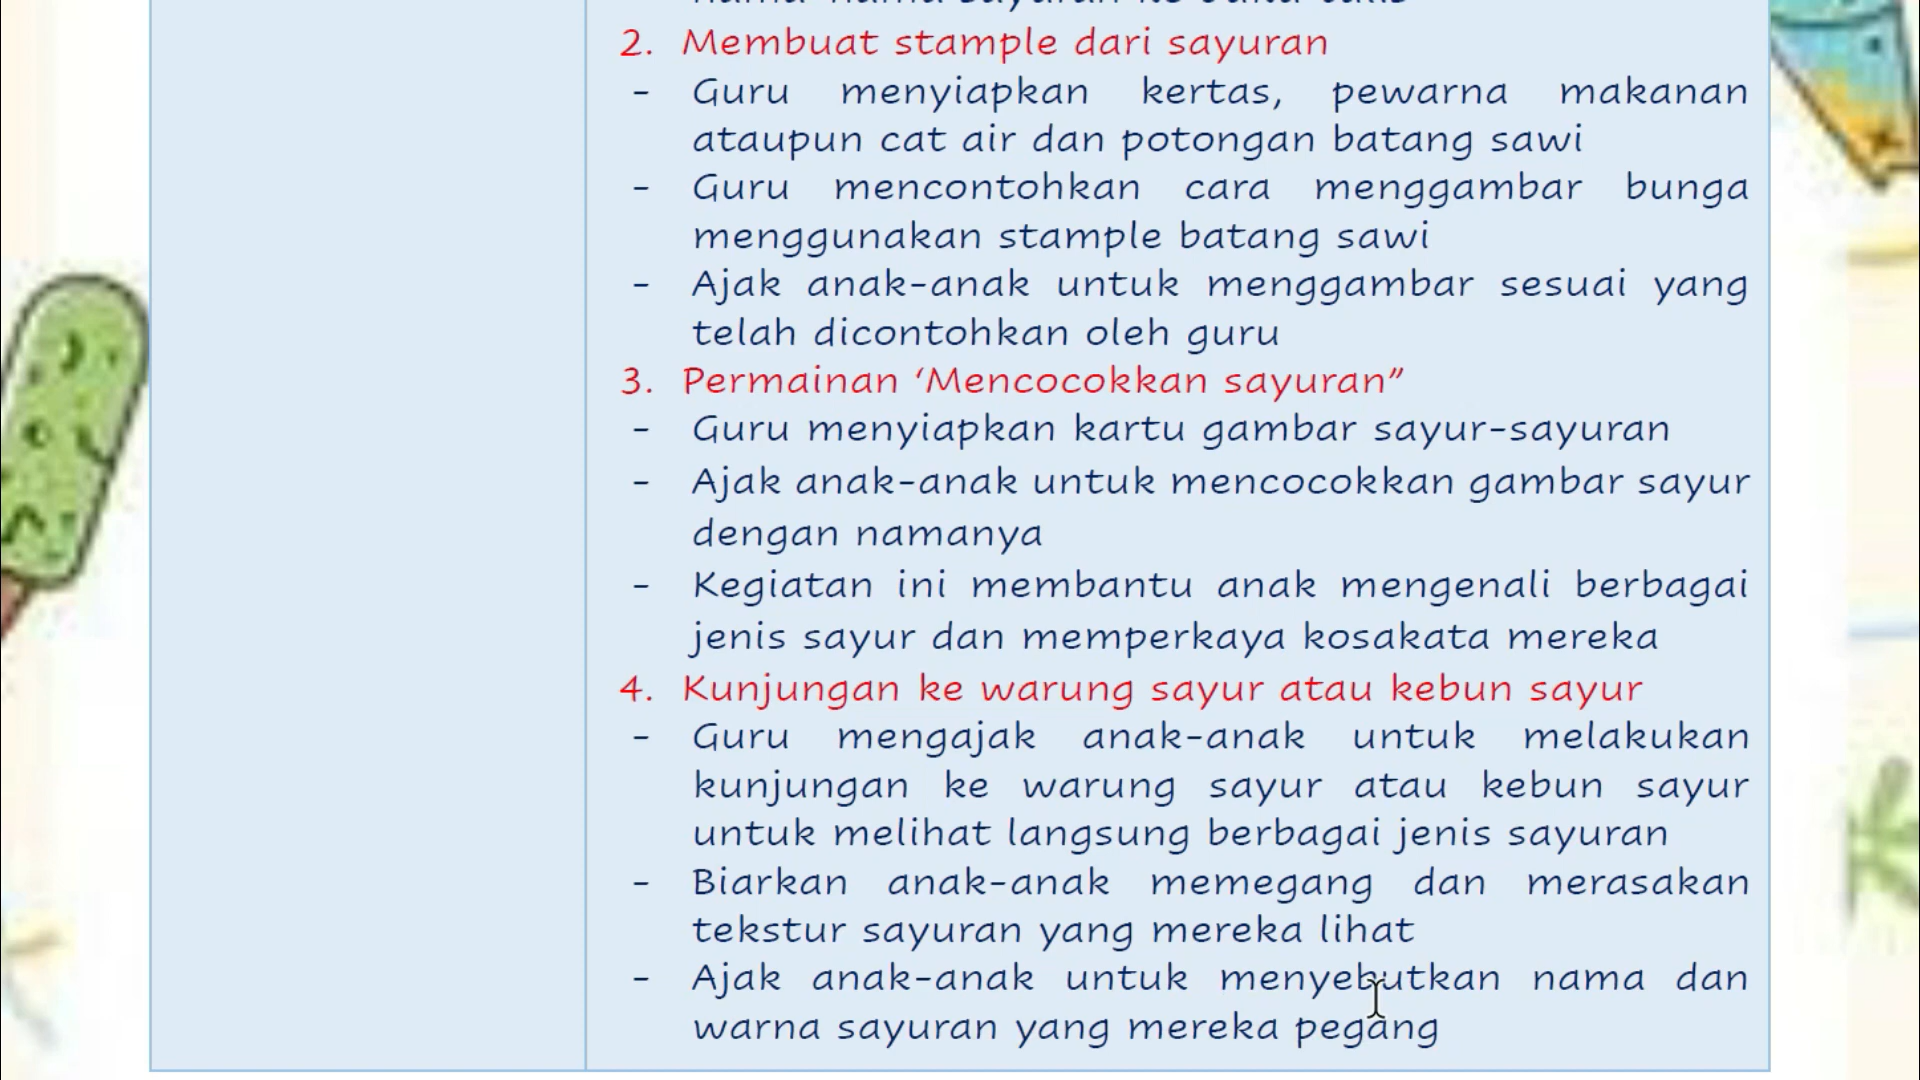 2. Membuat stample dari sayuran
- Guru menyiapkan kertas, pewarna makanan
ataupun cat air dan potongan batang sawi
- Guru mencontohkan cara menggambar bunga
menggunakan stample batang sawi
- Ajak anak-anak untuk menggambar sesuai yang
telah dicontohkan oleh guru
3. Permainan ‘Mencocokkan sayuran”
- Guru menyiapkan kartu gambar sayur-sayuran
- Ajak anak-anak untuk mencocokkan gambar sayur
dengan namanya
- Kegiatan ini membantu anak mengenali berbagai
jenis sayur dan memperkaya kosakata mereka
4. Kunjungan ke warung sayur atau kebun sayur
- Guru mengajak anak-anak untuk melakukan
kunjungan ke warung sayur atau kebun sayur
untuk melihat langsung berbagai jenis sayuran
- Biarkan anak-anak memegang dan merasakan
tekstur sayuran yang mereka lihat
- Ajak anak-anak untuk menyebutkan nama dan
warna sayuran yang mereka pegang